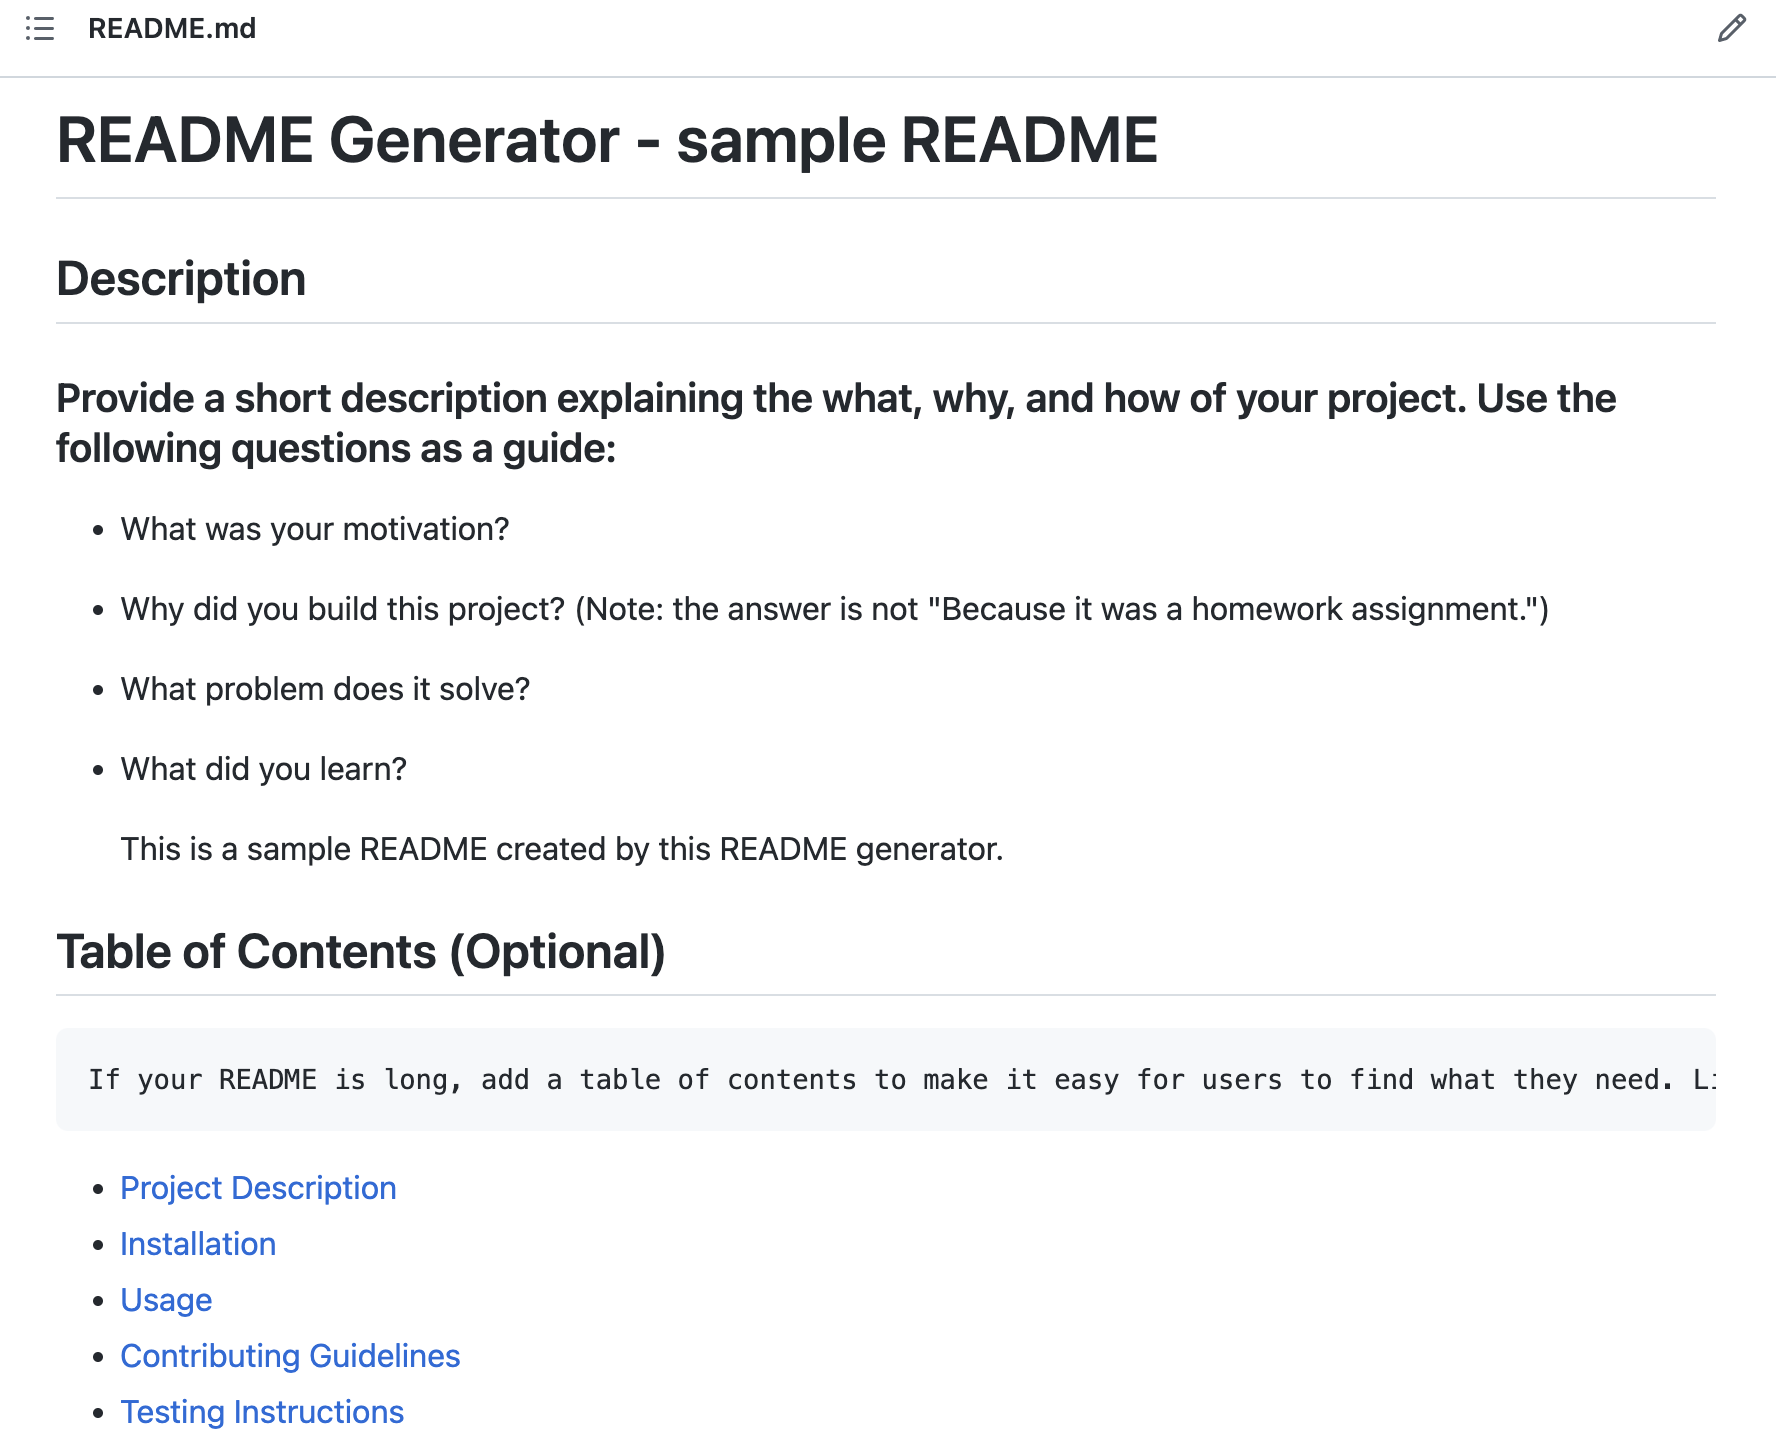 README.md
README Generator - sample README
Description
Provide a short description explaining the what, why, and how of your project. Use the
following questions as a guide:
What was your motivation?
Why did you build this project? (Note: the answer is not "Because it was a homework assignment.")
What problem does it solve?
What did you learn?
This is a sample README created by this README generator.
Table of Contents (Optional)
If your README is long, add a table of contents to make it easy for users to find what they need.
Project Description
Installation
Usage
Contributing Guidelines
Testing Instructions